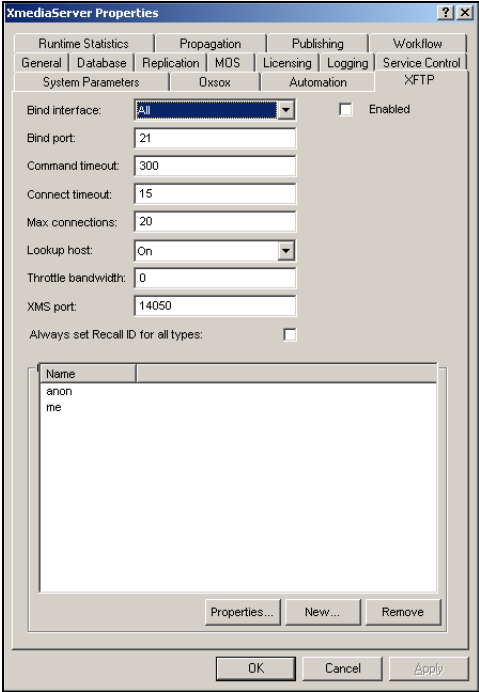 XmediaServer Properties
Runtime Statistics Propagation Publishing Workflow
General Database Replication MOS Licensing Logging Service Control
System Parameters Oxsox Automation XFTP
Bind interface: All Enabled
Bind port: 21
Command timeout: 300
Connect timeout: 15
Max connections: 20
Lookup host: On
Throttle bandwidth: 0
XMS port: 14050
Always set Recall ID for all types:
Name
anon
me
Properties... New... Remove
OK Cancel Apply